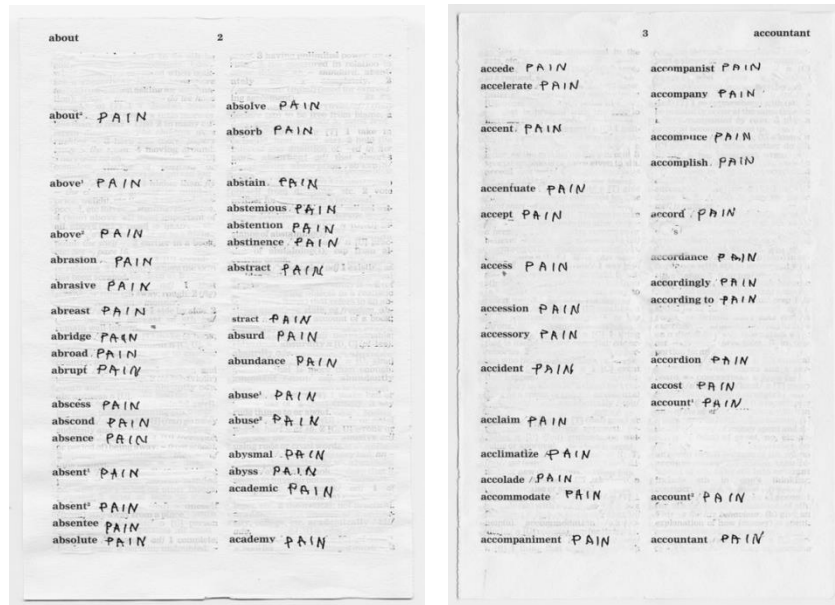 about 2
about² PAIN
above¹ PAIN
above² PAIN
abrasion PAIN
abrasive PAIN
abreast PAIN
abridge PAIN
abroad PAIN
abrupt PAIN
abscess PAIN
abscond PAIN
absence PAIN
absent¹ PAIN
absent² PAIN
absentee PAIN
absolute PAIN
absolve PAIN
absorb PAIN
abstain PAIN
abstemious PAIN
abstention PAIN
abstinence PAIN
abstract PAIN
stract PAIN
absurd PAIN
abundance PAIN
abuse¹ PAIN
abuse² PAIN
abysmal PAIN
abyss PAIN
academic PAIN
academy PAIN
3 accountant
accede PAIN
accelerate PAIN
accent PAIN
accentuate PAIN
accept PAIN
access PAIN
accession PAIN
accessory PAIN
accident PAIN
acclaim PAIN
acclimatize PAIN
accolade PAIN
accommodate PAIN
accompaniment PAIN
accompanist PAIN
accompany PAIN
PAIN
accomplish PAIN
accord PAIN
accordance PAIN
accordingly PAIN
according to PAIN
accordion PAIN
accost PAIN
account¹ PAIN
account² PAIN
accountant PAIN